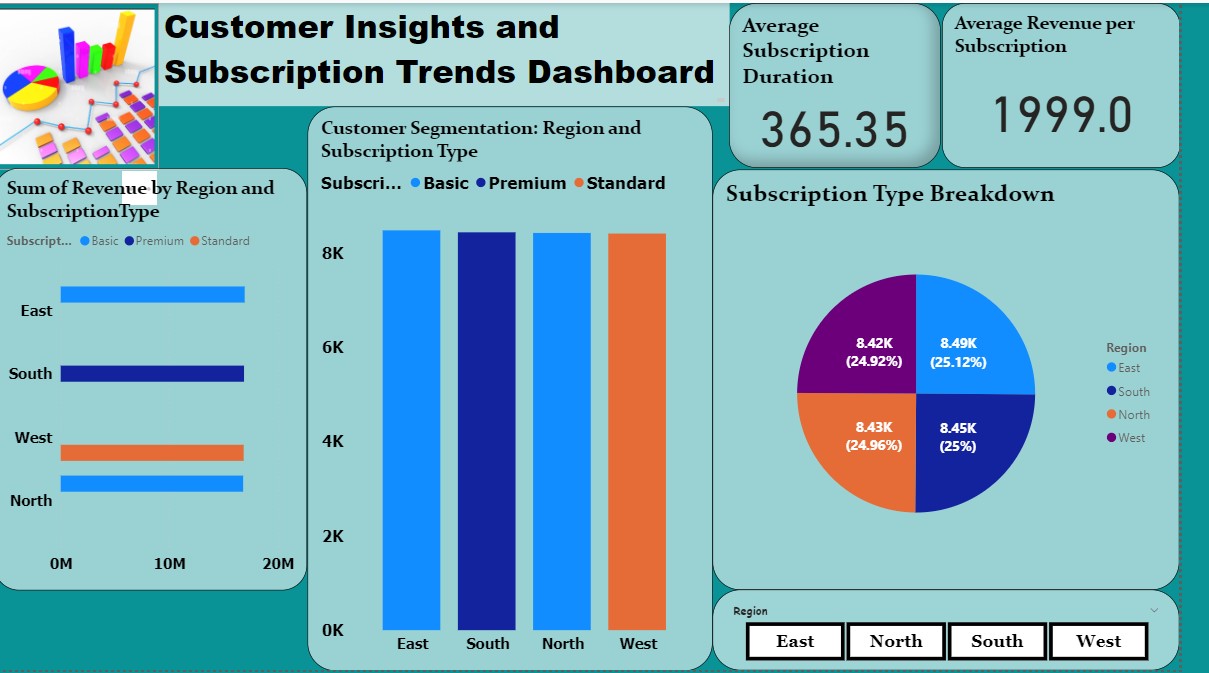 Customer Insights and
Subscription Trends Dashboard
Average
Subscription
Duration
365.35
Average Revenue per
Subscription
1999.0
Sum of Revenue by Region and
SubscriptionType
Subscript... Basic Premium Standard
East
South
West
North
0M 10M 20M
Customer Segmentation: Region and
Subscription Type
Subscri... Basic Premium Standard
8K
6K
4K
2K
0K
East South North West
Subscription Type Breakdown
8.42K
(24.92%)
8.49K
(25.12%)
8.43K
(24.96%)
8.45K
(25%)
Region
East
South
North
West
Region
East North South West